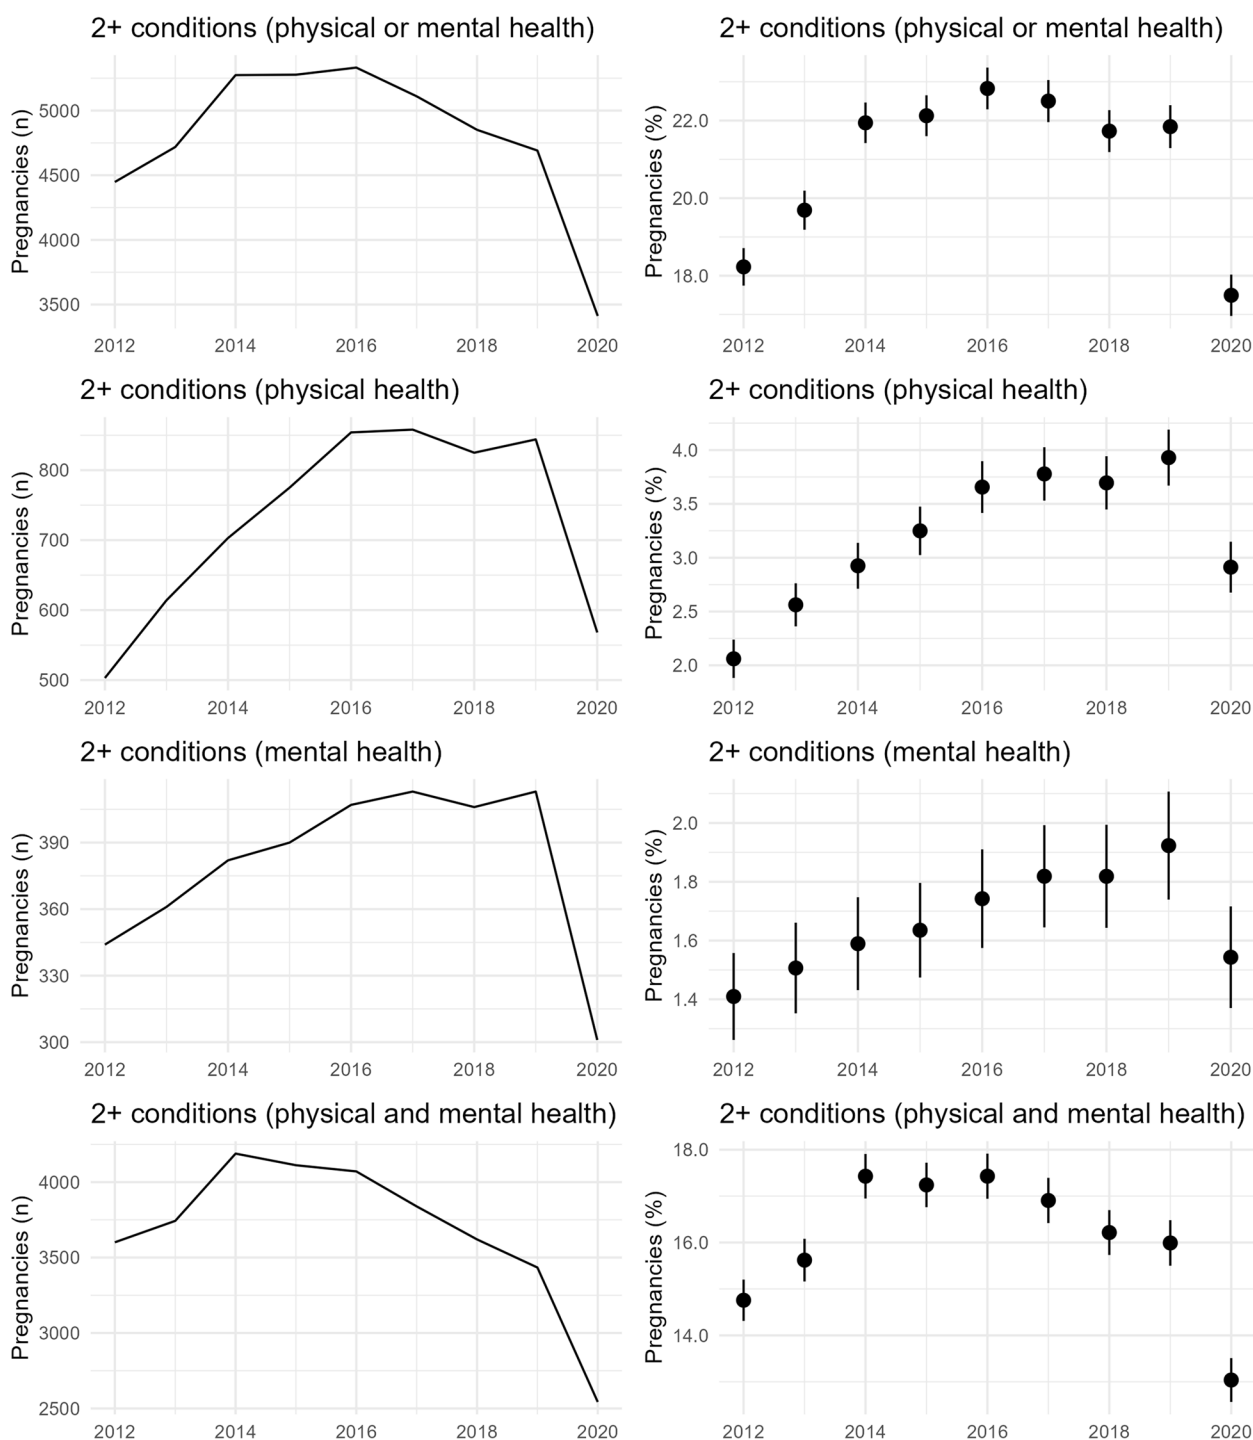 2+ conditions (physical or mental health)
Pregnancies (n)
5000
4500
4000
3500
2012 2014 2016 2018 2020
2+ conditions (physical or mental health)
Pregnancies (%)
22.0
20.0
18.0
2012 2014 2016 2018 2020
2+ conditions (physical health)
Pregnancies (n)
800
700
600
500
2012 2014 2016 2018 2020
2+ conditions (physical health)
Pregnancies (%)
4.0
3.5
3.0
2.5
2.0
2012 2014 2016 2018 2020
2+ conditions (mental health)
Pregnancies (n)
390
360
330
300
2012 2014 2016 2018 2020
2+ conditions (mental health)
Pregnancies (%)
2.0
1.8
1.6
1.4
2012 2014 2016 2018 2020
2+ conditions (physical and mental health)
Pregnancies (n)
4000
3500
3000
2500
2012 2014 2016 2018 2020
2+ conditions (physical and mental health)
Pregnancies (%)
18.0
16.0
14.0
2012 2014 2016 2018 2020